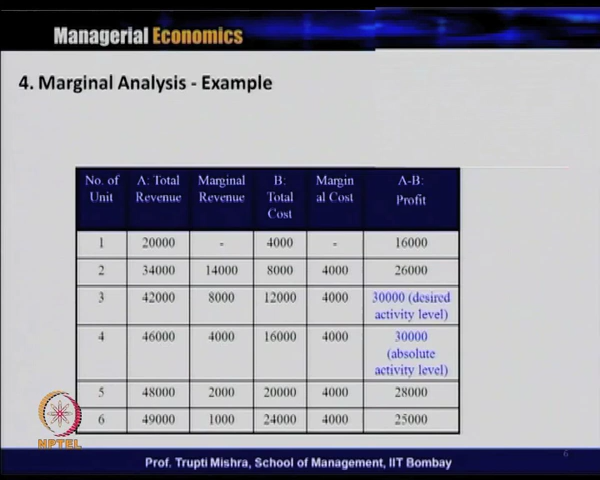 Managerial Economics
4. Marginal Analysis - Example
No. of Unit A: Total Revenue Marginal Revenue B: Total Cost Margin al Cost A-B: Profit
1 20000 - 4000 - 16000
2 34000 14000 8000 4000 26000
3 42000 8000 12000 4000 30000 (desired activity level)
4 46000 4000 16000 4000 30000 (absolute activity level)
5 48000 2000 20000 4000 28000
6 49000 1000 24000 4000 25000
NPTEL
Prof. Trupti Mishra, School of Management, IIT Bombay
6